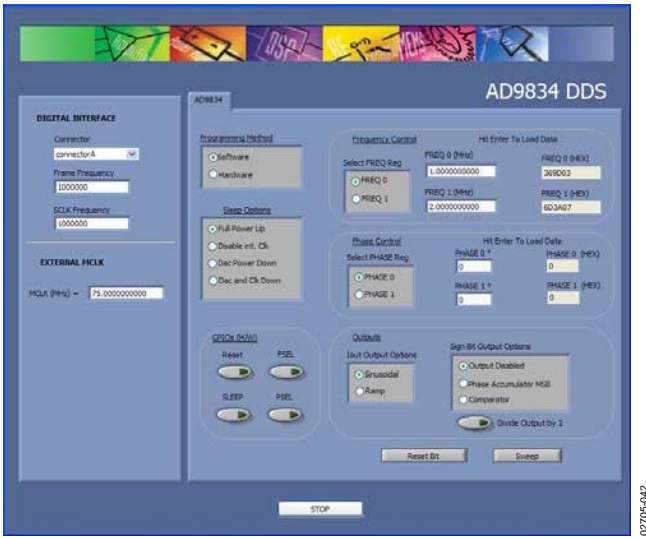 DSP
MEMS
AD9834 DDS
AD9834
DIGITAL INTERFACE
Connector
connectorA
Frame Frequency
1000000
SCLK Frequency
1000000
EXTERNAL MCLK
MCLK (MHz) = 75.0000000000
Programming Method
Software
Hardware
Sleep Options
Full Power Up
Disable int. Clk
Dac Power Down
Dac and Clk Down
GPIOs (H/W)
Reset PSEL
SLEEP PSEL
Frequency Control Hit Enter To Load Data
Select FREQ Reg
FREQ 0
FREQ 1
FREQ 0 (MHz) FREQ 0 (HEX)
1.0000000000 369D03
FREQ 1 (MHz) FREQ 1 (HEX)
2.0000000000 6D3A07
Phase Control Hit Enter To Load Data
Select PHASE Reg
PHASE 0
PHASE 1
PHASE 0 ° PHASE 0 (HEX)
0 0
PHASE 1 ° PHASE 1 (HEX)
0 0
Outputs
Iout Output Options
Sinusoidal
Ramp
Sign Bit Output Options
Output Disabled
Phase Accumulator MSB
Comparator
Divide Output by 2
Reset Bit Sweep
STOP
02705-042